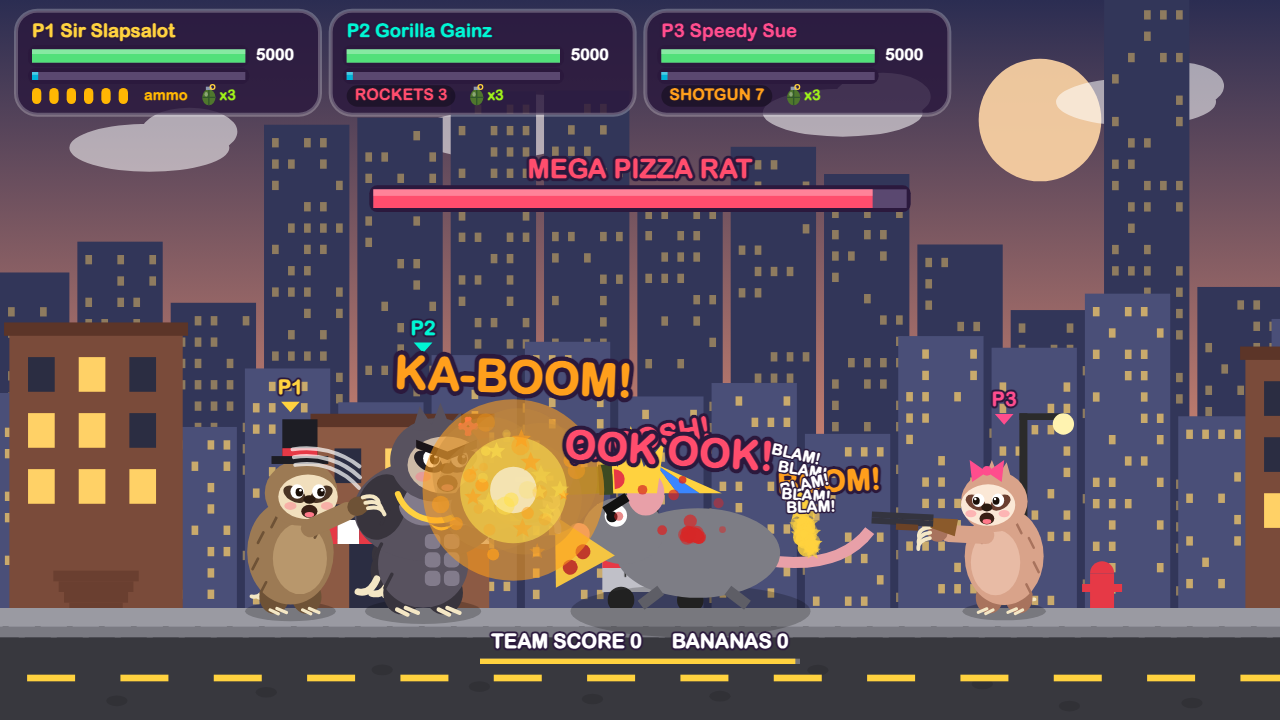 P1 Sir Slapsalot
5000
ammo
x3
P2 Gorilla Gainz
5000
ROCKETS 3
x3
P3 Speedy Sue
5000
SHOTGUN 7
x3
MEGA PIZZA RAT
P2
KA-BOOM!
P1
P3
OOK OOK!
BLAM!
BLAM!
BLAM!
BLAM!
BLAM!
TEAM SCORE 0
BANANAS 0